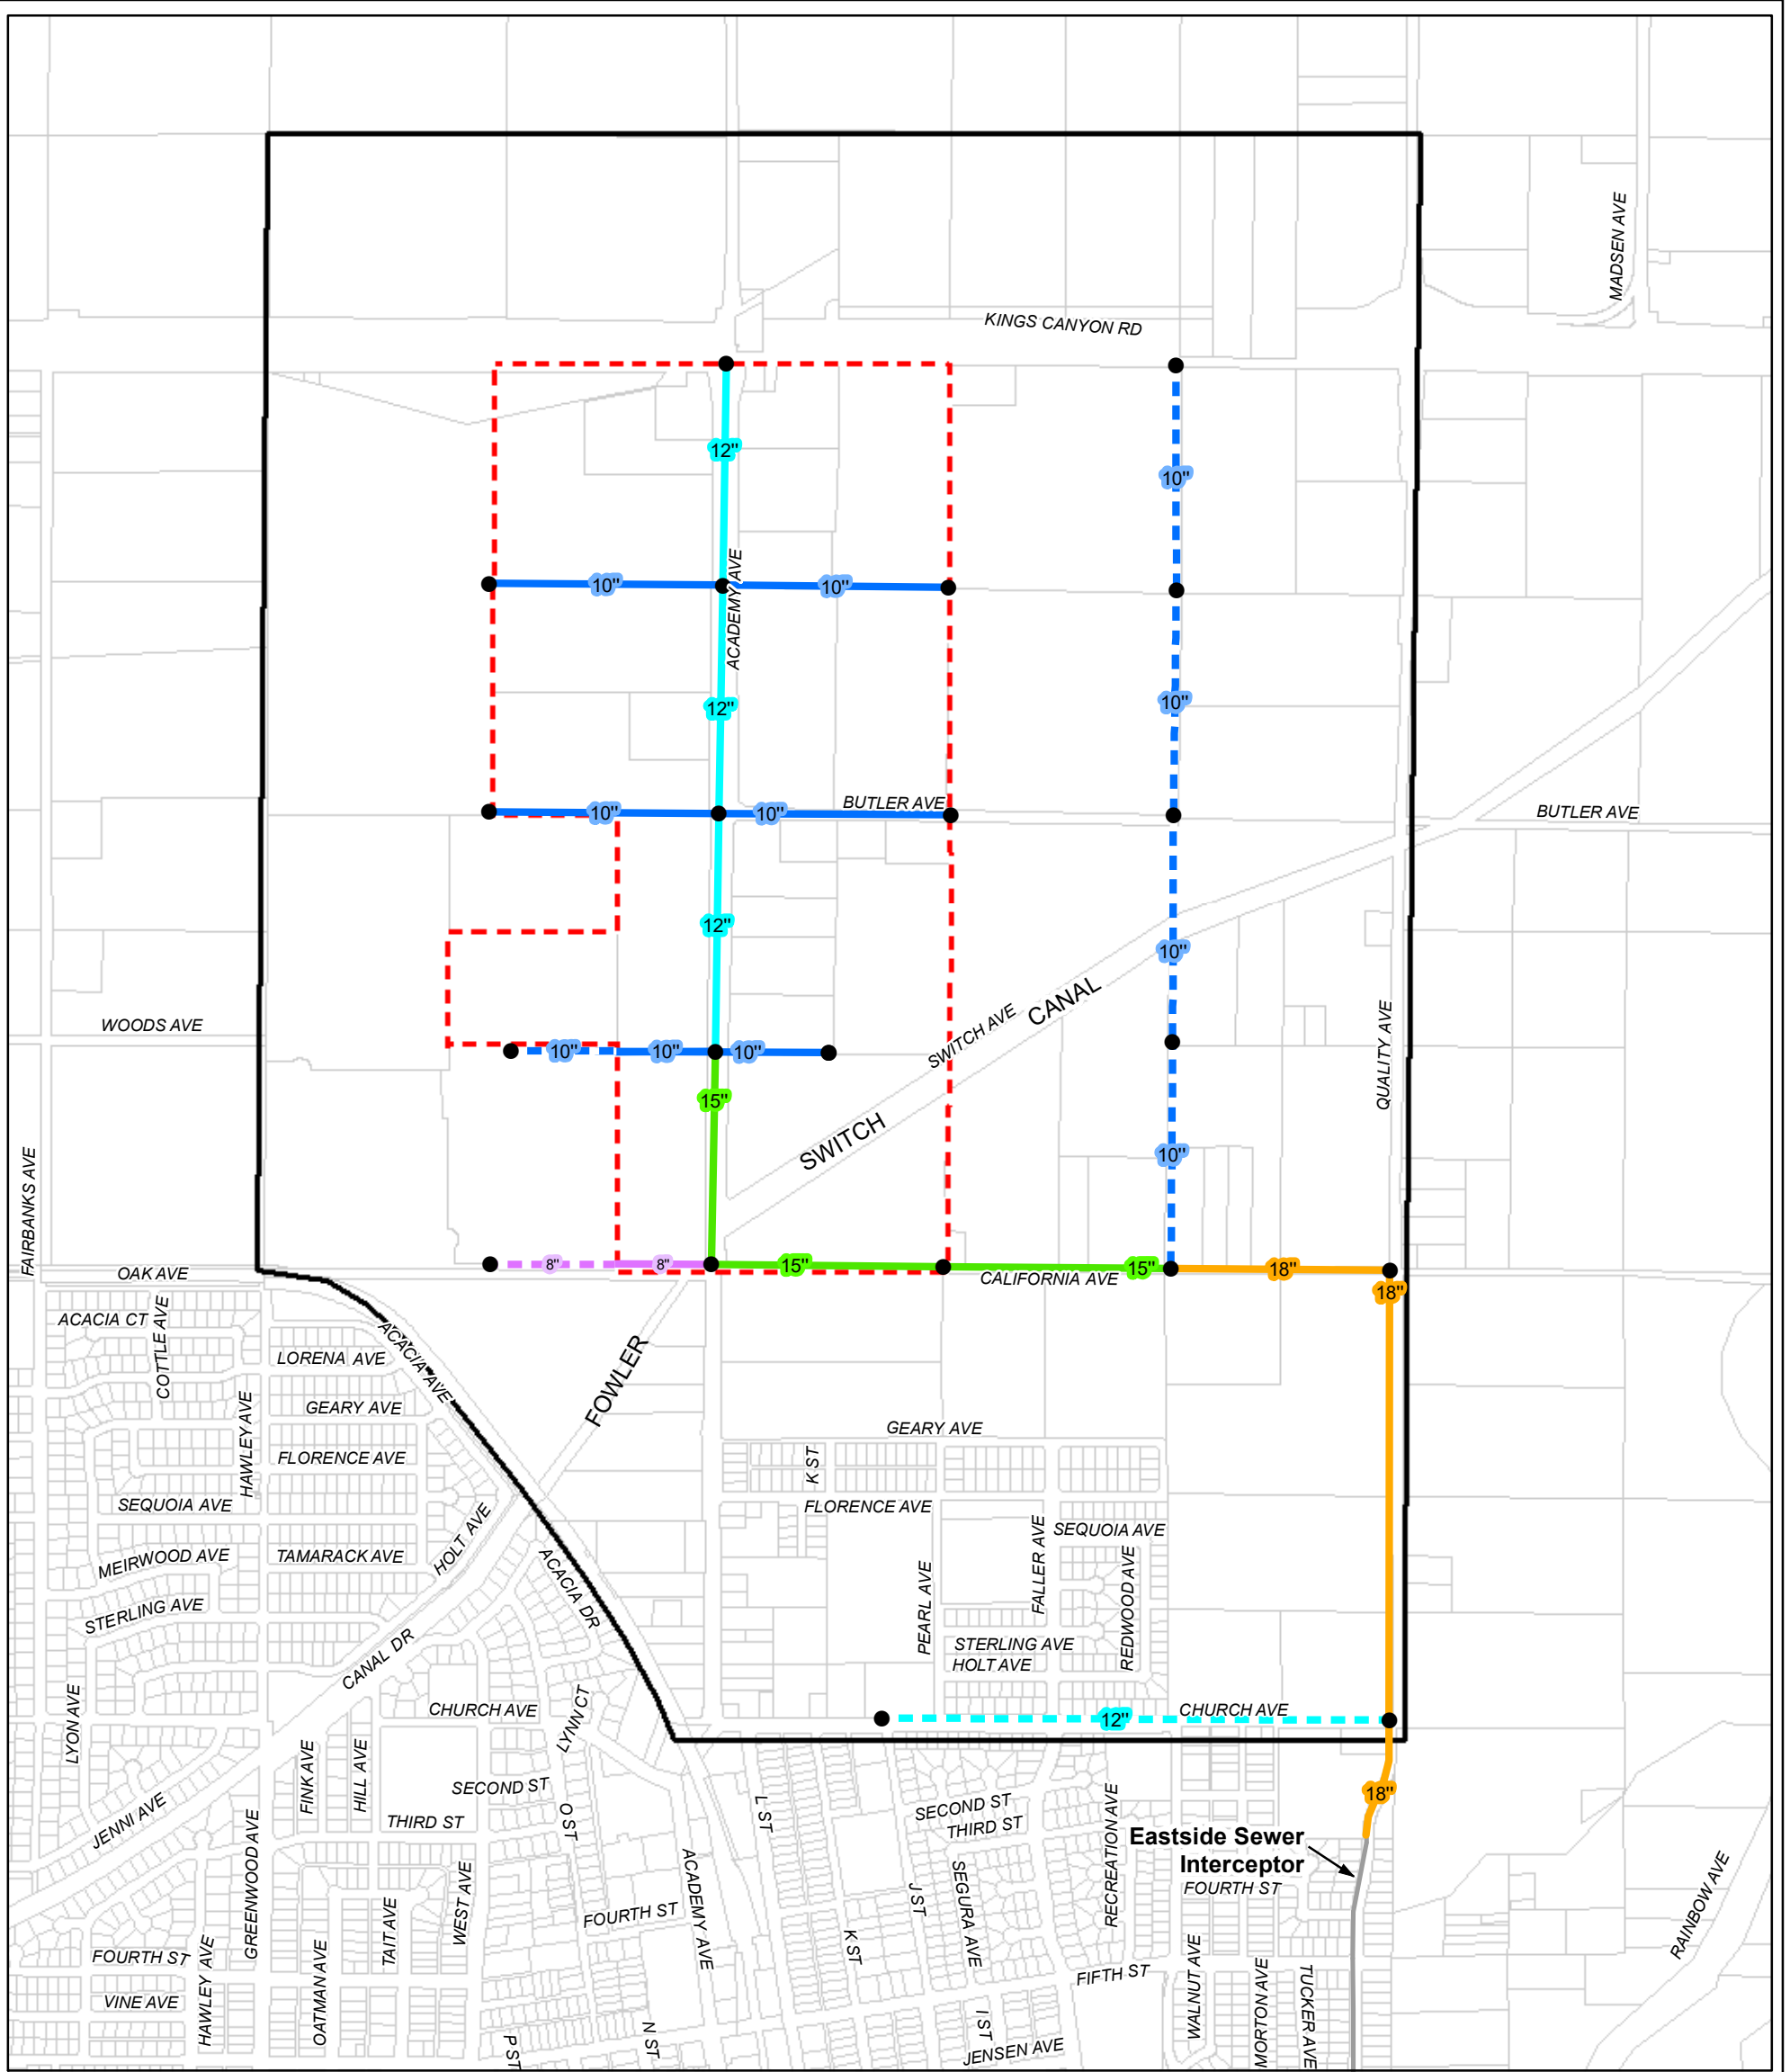 MADSEN AVE
KINGS CANYON RD
12"
10"
10"
10"
ACADEMY AVE
12"
10"
BUTLER AVE
BUTLER AVE
10"
10"
12"
10"
SWITCH AVE
CANAL
WOODS AVE
QUALITY AVE
10"
10"
10"
15"
SWITCH
10"
FAIRBANKS AVE
OAK AVE
8"
8"
15"
15"
18"
CALIFORNIA AVE
18"
ACACIA CT
COTTLE AVE
ACACIA AVE
LORENA AVE
FOWLER
HAWLEY AVE
GEARY AVE
GEARY AVE
FLORENCE AVE
K ST
SEQUOIA AVE
HOLT AVE
FLORENCE AVE
SEQUOIA AVE
MEIRWOOD AVE
TAMARACK AVE
ACACIA DR
PEARL AVE
FALLER AVE
REDWOOD AVE
STERLING AVE
CANAL DR
STERLING AVE
HOLT AVE
LYON AVE
CHURCH AVE
LYNN CT
12"
CHURCH AVE
JENNI AVE
FINK AVE
HILL AVE
SECOND ST
THIRD ST
O ST
L ST
SECOND ST
THIRD ST
RECREATION AVE
18"
Eastside Sewer
Interceptor
FOURTH ST
GREENWOOD AVE
TAIT AVE
WEST AVE
FOURTH ST
ACADEMY AVE
K ST
J ST
SEGURA AVE
RAINBOW AVE
FOURTH ST
HAWLEY AVE
OATMAN AVE
FIFTH ST
WALNUT AVE
MORTON AVE
TUCKER AVE
VINE AVE
P ST
N ST
I ST
JENSEN AVE